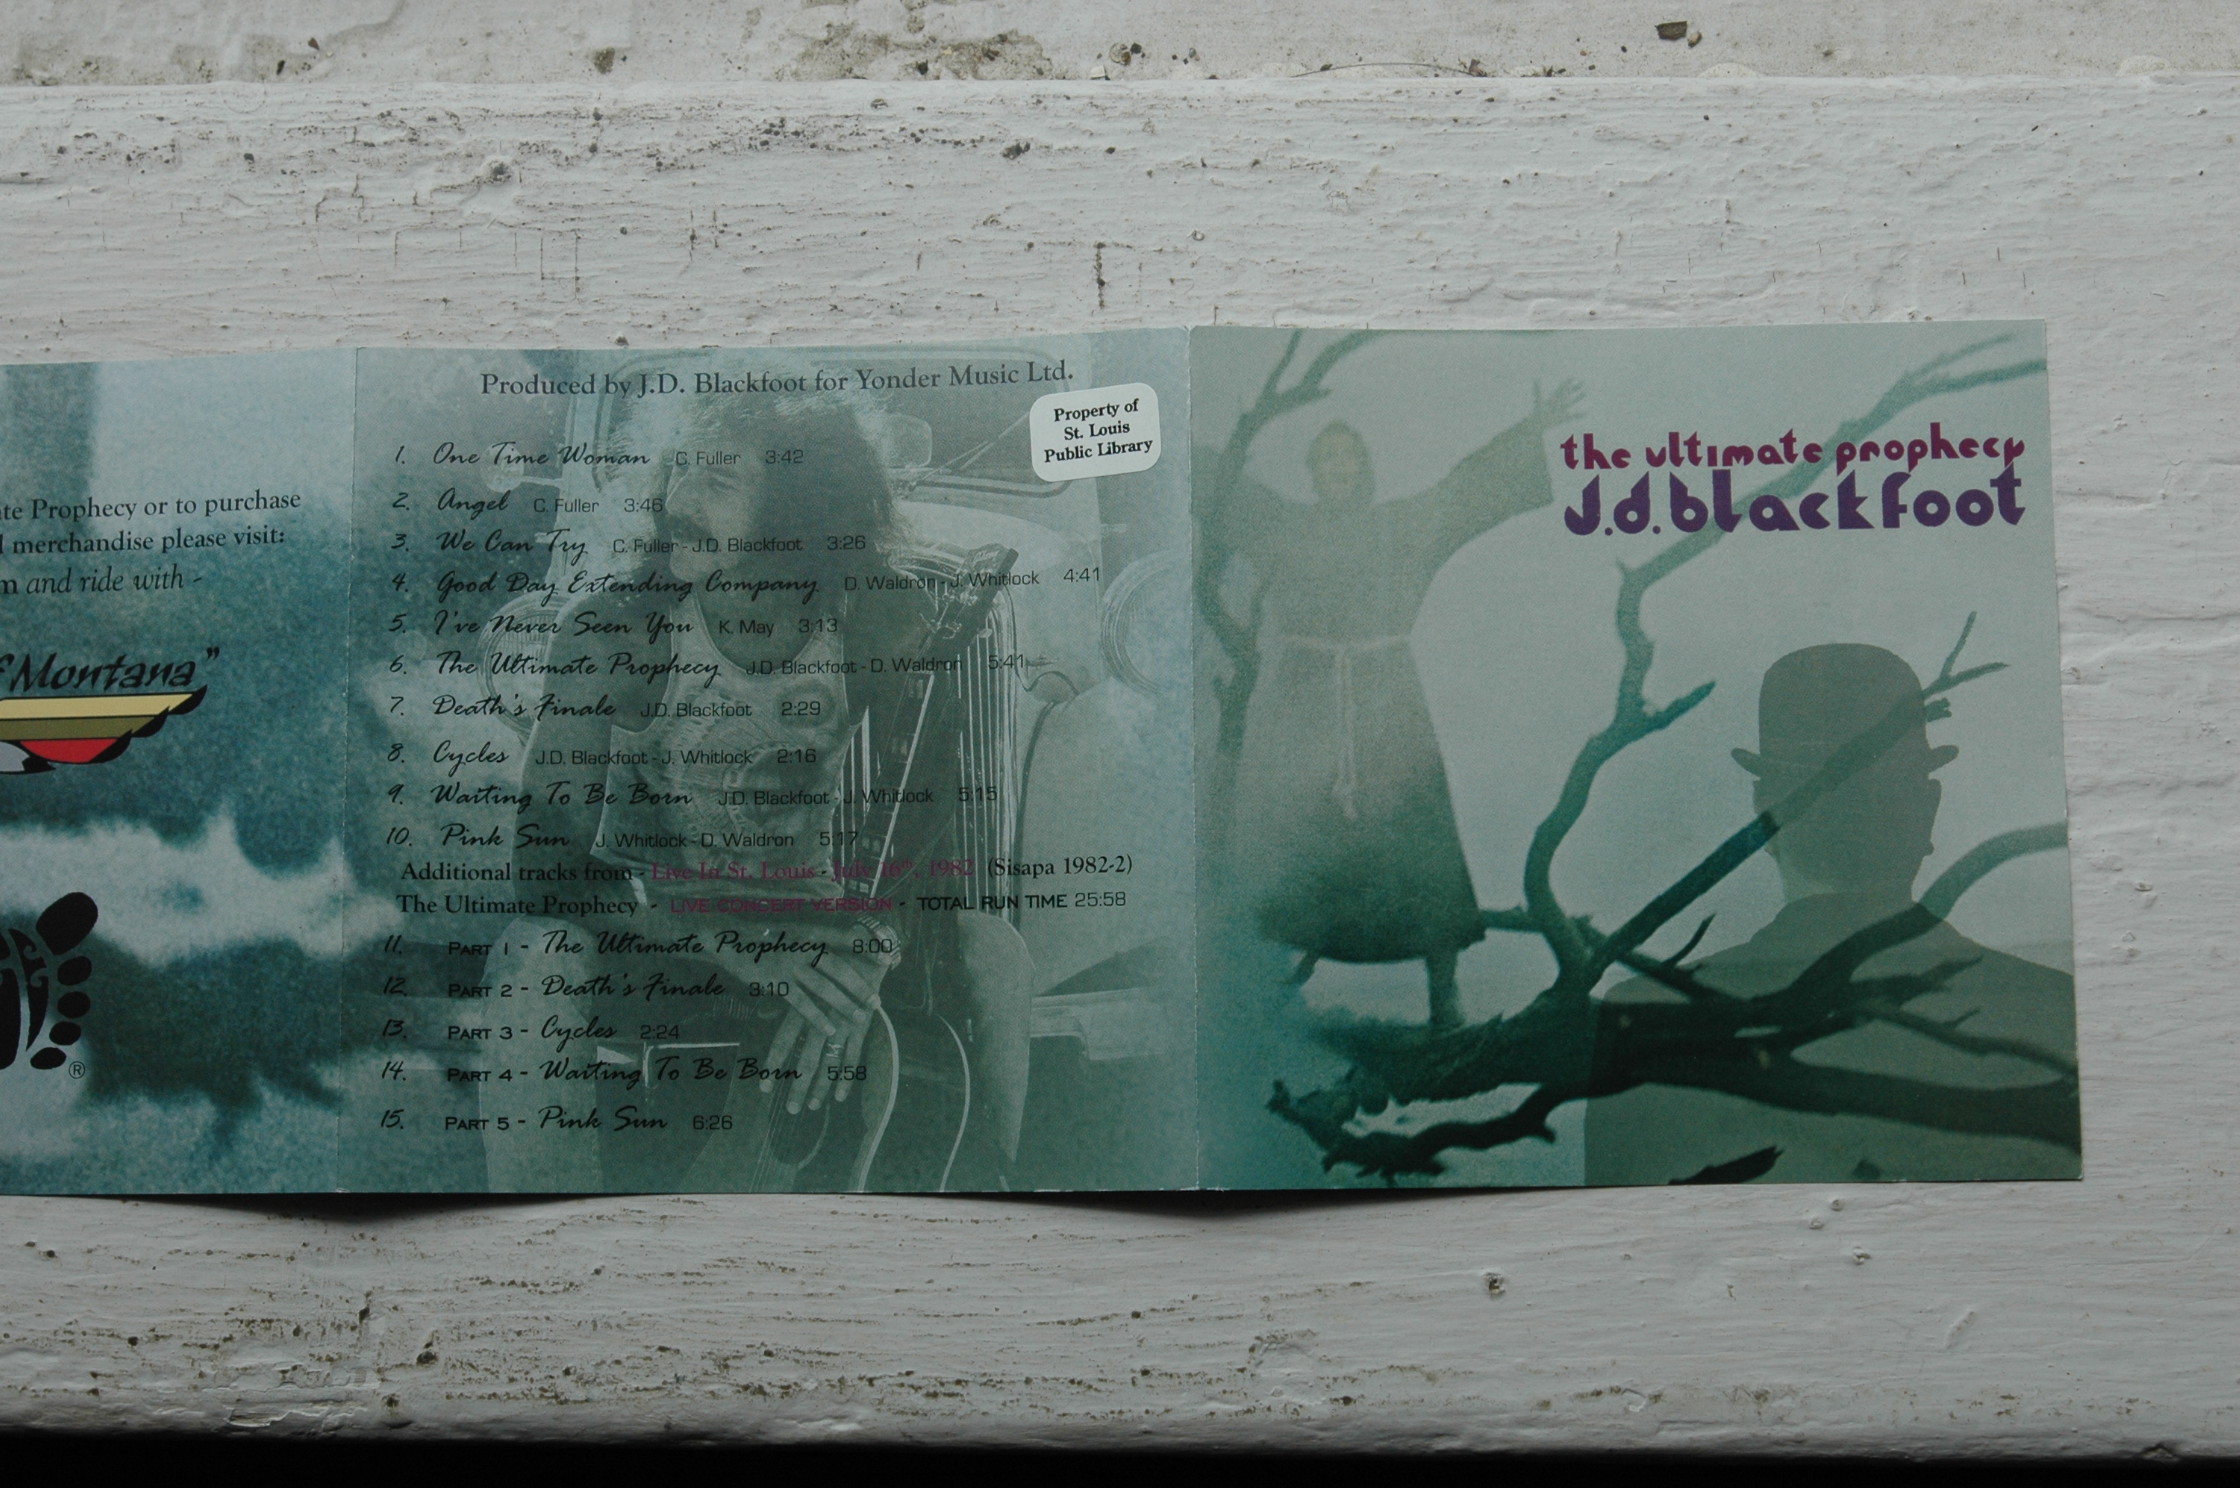 te Prophecy or to purchase
merchandise please visit:
and ride with -
Montana"
®
Produced by J.D. Blackfoot for Yonder Music Ltd.
Property of
St. Louis
Public Library
1. One Time Woman C. Fuller 3:42
2. Angel C. Fuller 3:46
3. We Can Try C. Fuller - J.D. Blackfoot 3:26
4. Good Day Extending Company D. Waldron - J. Whitlock 4:41
5. I've Never Seen You K. May 3:13
6. The Ultimate Prophecy J.D. Blackfoot - D. Waldron 5:41
7. Death's Finale J.D. Blackfoot 2:29
8. Cycles J.D. Blackfoot - J. Whitlock 2:16
9. Waiting To Be Born J.D. Blackfoot - J. Whitlock 5:15
10. Pink Sun J. Whitlock - D. Waldron 5:17
Additional tracks from - Live In St. Louis - July 16th, 1982 (Sisapa 1982-2)
The Ultimate Prophecy - LIVE CONCERT VERSION - TOTAL RUN TIME 25:58
11. PART 1 - The Ultimate Prophecy 8:00
12. PART 2 - Death's Finale 3:10
13. PART 3 - Cycles 2:24
14. PART 4 - Waiting To Be Born 5:58
15. PART 5 - Pink Sun 6:26
the ultimate prophecy
J.d. blackfoot